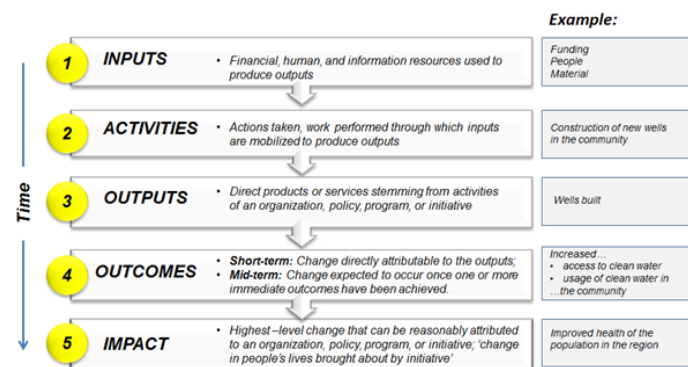 Example:
1
INPUTS
• Financial, human, and information resources used to
produce outputs
Funding
People
Material
2
ACTIVITIES
• Actions taken, work performed through which inputs
are mobilized to produce outputs
Construction of new wells
in the community
Time
3
OUTPUTS
• Direct products or services stemming from activities
of an organization, policy, program, or initiative
Wells built
4
OUTCOMES
• Short-term: Change directly attributable to the outputs;
• Mid-term: Change expected to occur once one or more
immediate outcomes have been achieved.
Increased…
• access to clean water
• usage of clean water in
…the community
5
IMPACT
• Highest –level change that can be reasonably attributed
to an organization, policy, program, or initiative; ‘change
in people’s lives brought about by initiative’
Improved health of the
population in the region